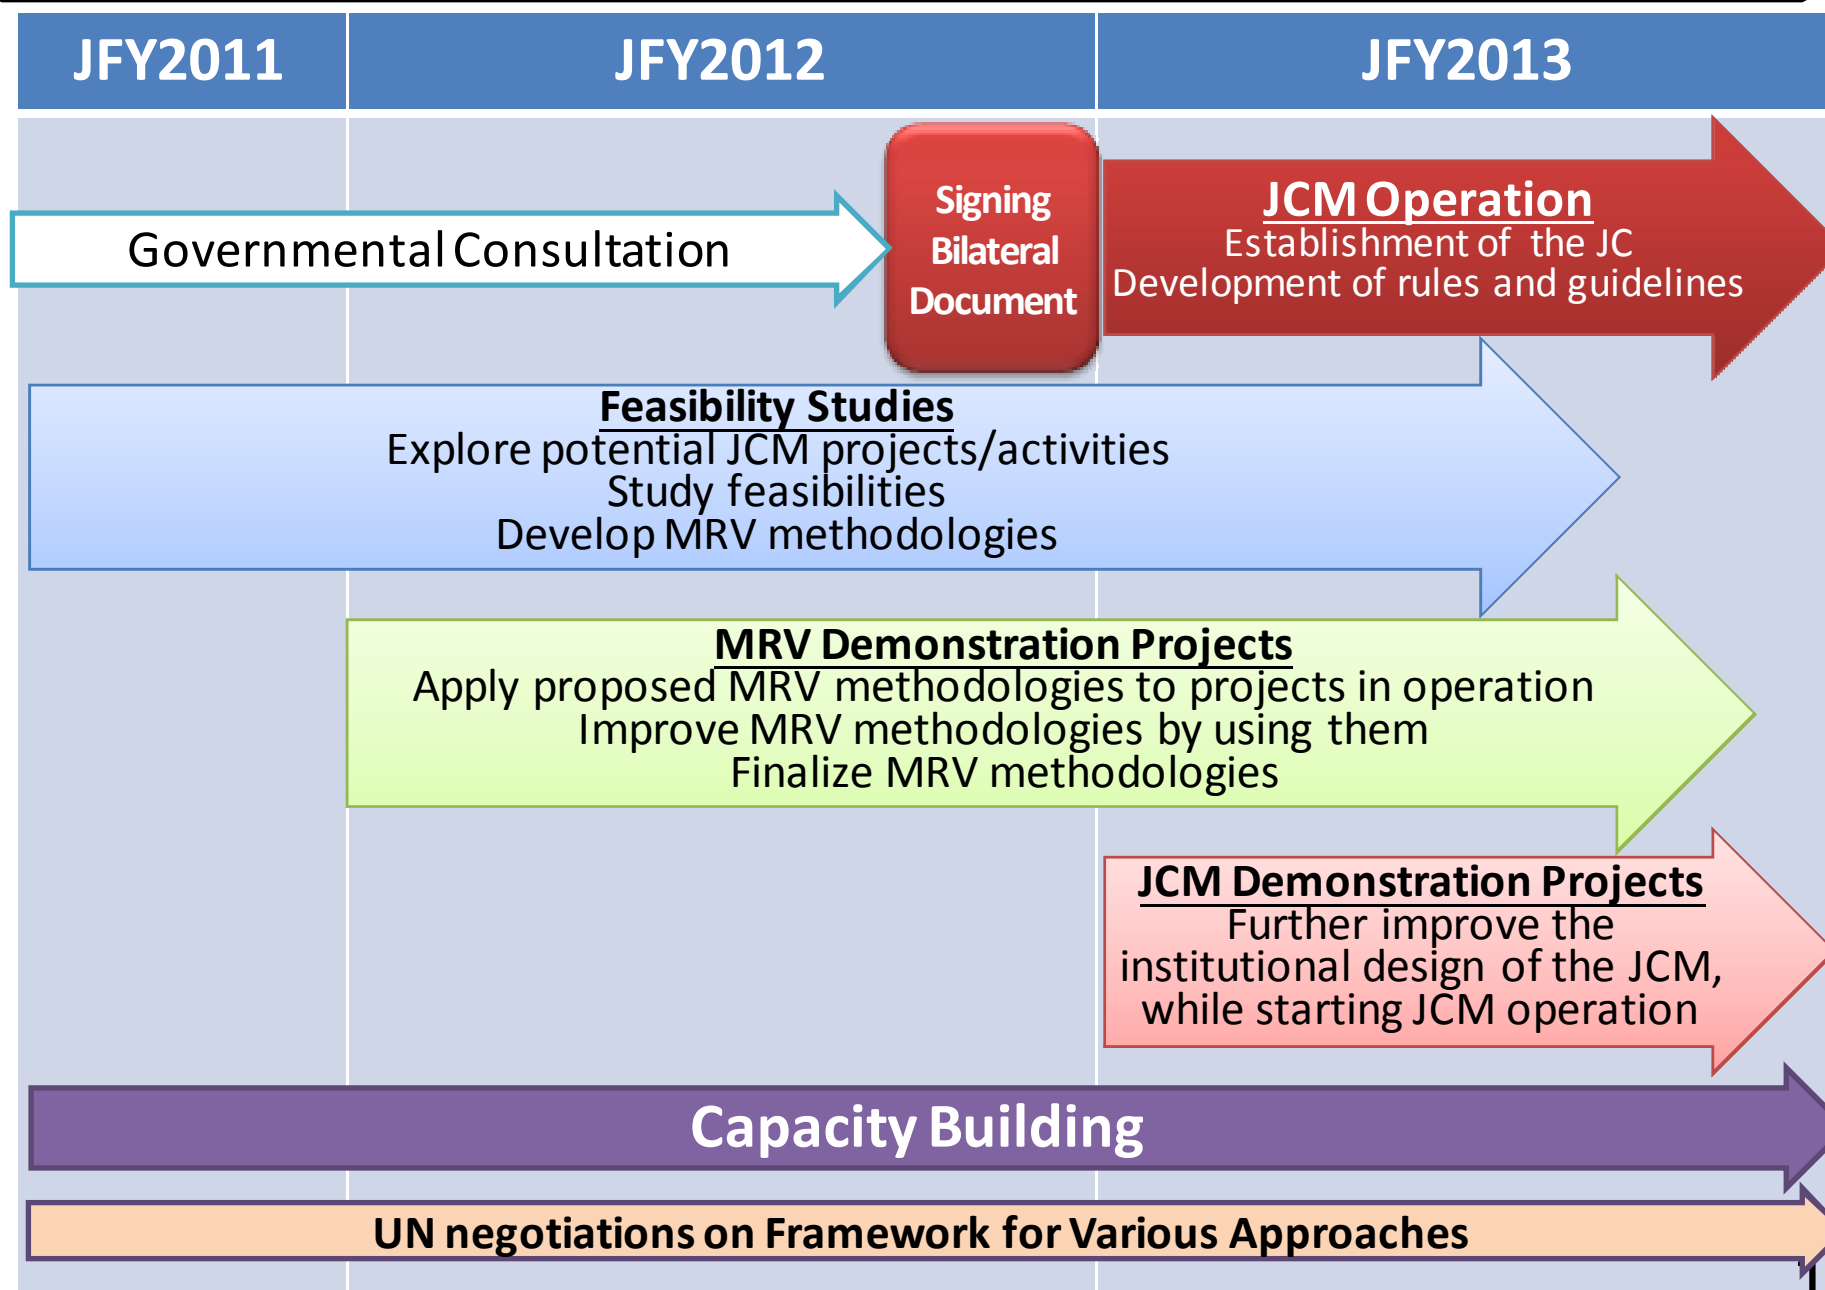 JFY2011
JFY2012
JFY2013
Governmental Consultation
Signing
Bilateral
Document
JCM Operation
Establishment of the JC
Development of rules and guidelines
Feasibility Studies
Explore potential JCM projects/activities
Study feasibilities
Develop MRV methodologies
MRV Demonstration Projects
Apply proposed MRV methodologies to projects in operation
Improve MRV methodologies by using them
Finalize MRV methodologies
JCM Demonstration Projects
Further improve the
institutional design of the JCM,
while starting JCM operation
Capacity Building
UN negotiations on Framework for Various Approaches